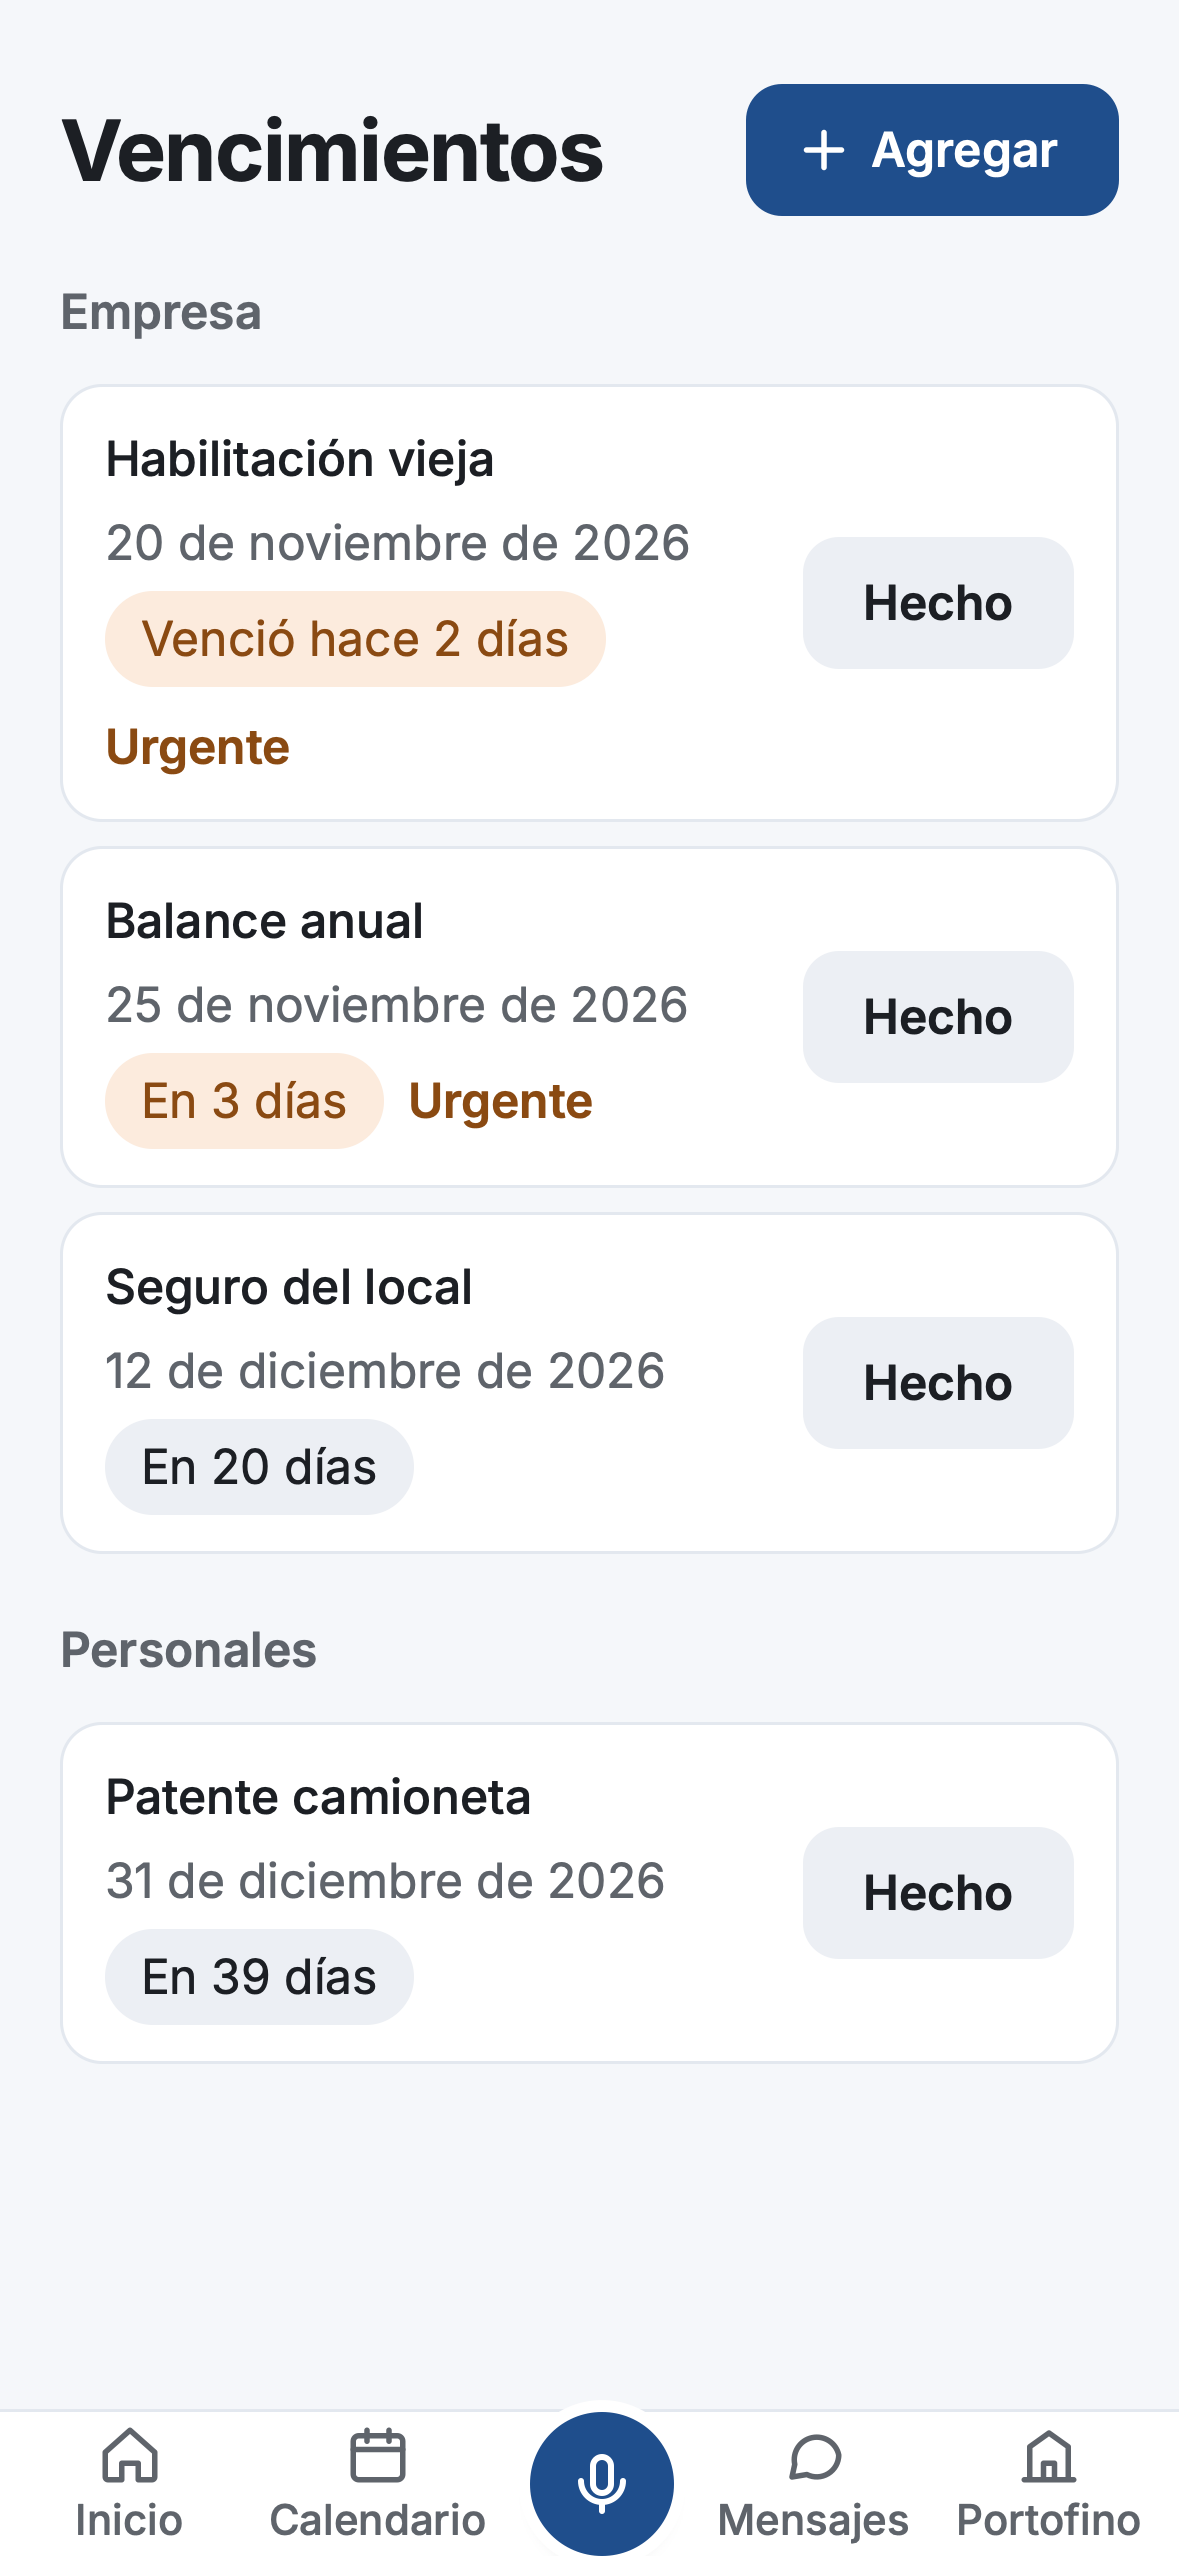 Vencimientos
Agregar
Empresa
Habilitación vieja
20 de noviembre de 2026
Venció hace 2 días
Urgente
Hecho
Balance anual
25 de noviembre de 2026
En 3 días Urgente
Hecho
Seguro del local
12 de diciembre de 2026
En 20 días
Hecho
Personales
Patente camioneta
31 de diciembre de 2026
En 39 días
Hecho
Inicio Calendario Mensajes Portofino